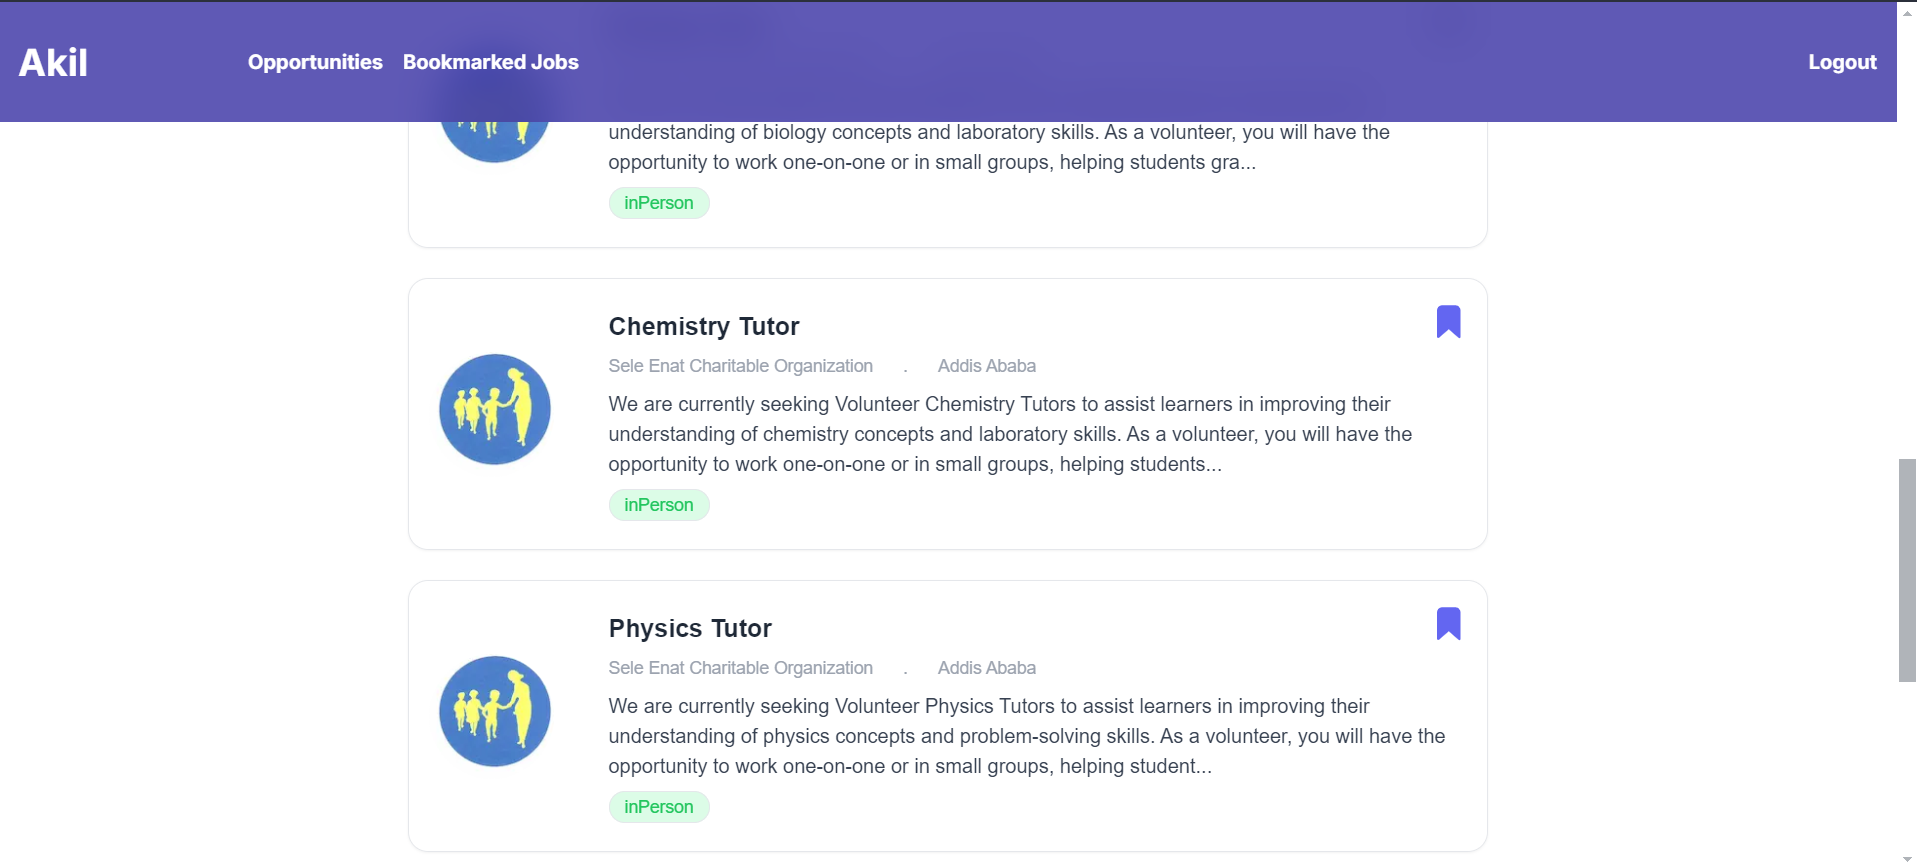 Akil
Opportunities
Bookmarked Jobs
Logout
understanding of biology concepts and laboratory skills. As a volunteer, you will have the
opportunity to work one-on-one or in small groups, helping students gra...
inPerson
Chemistry Tutor
Sele Enat Charitable Organization . Addis Ababa
We are currently seeking Volunteer Chemistry Tutors to assist learners in improving their
understanding of chemistry concepts and laboratory skills. As a volunteer, you will have the
opportunity to work one-on-one or in small groups, helping students...
inPerson
Physics Tutor
Sele Enat Charitable Organization . Addis Ababa
We are currently seeking Volunteer Physics Tutors to assist learners in improving their
understanding of physics concepts and problem-solving skills. As a volunteer, you will have the
opportunity to work one-on-one or in small groups, helping student...
inPerson